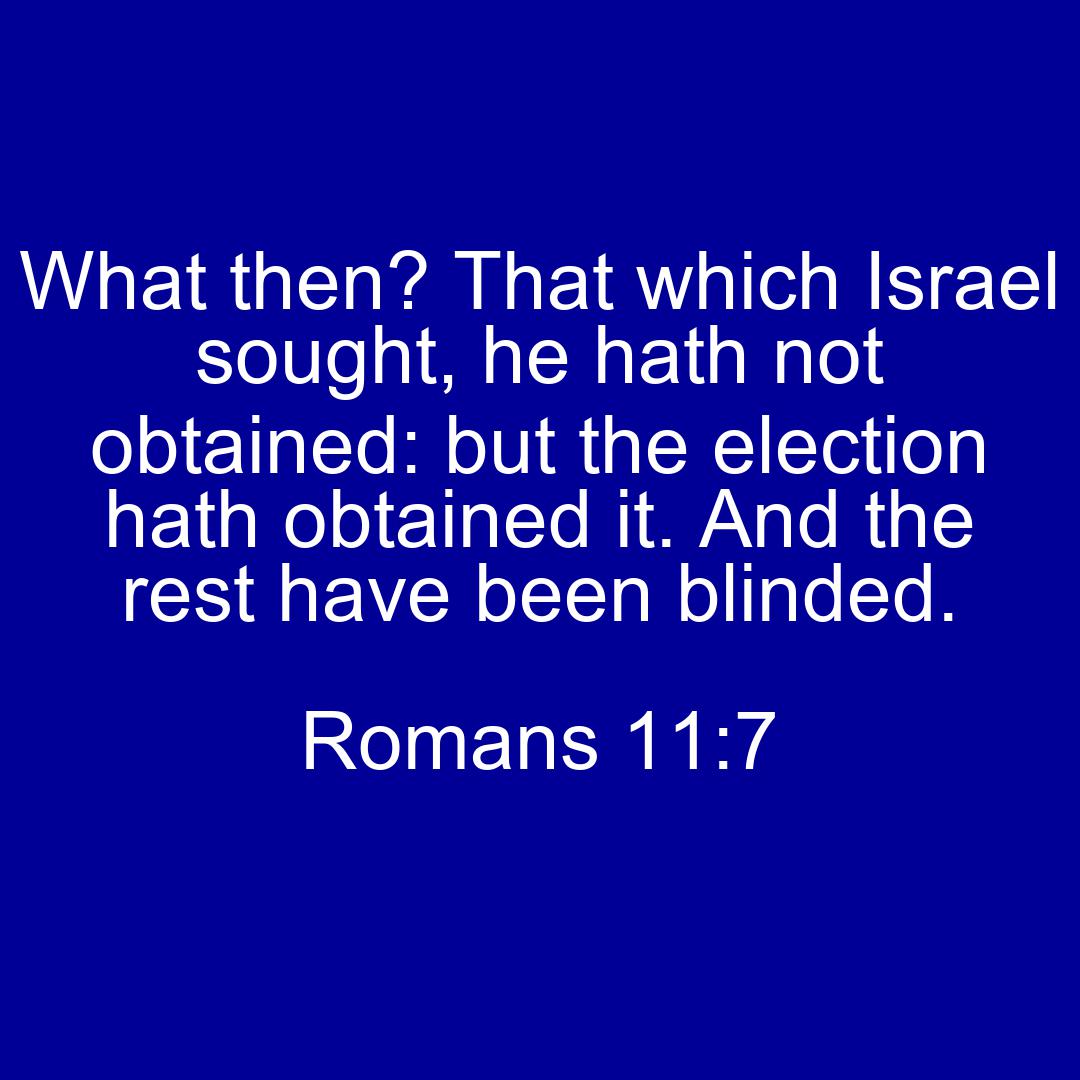 What then? That which Israel
sought, he hath not
obtained: but the election
hath obtained it. And the
rest have been blinded.
Romans 11:7